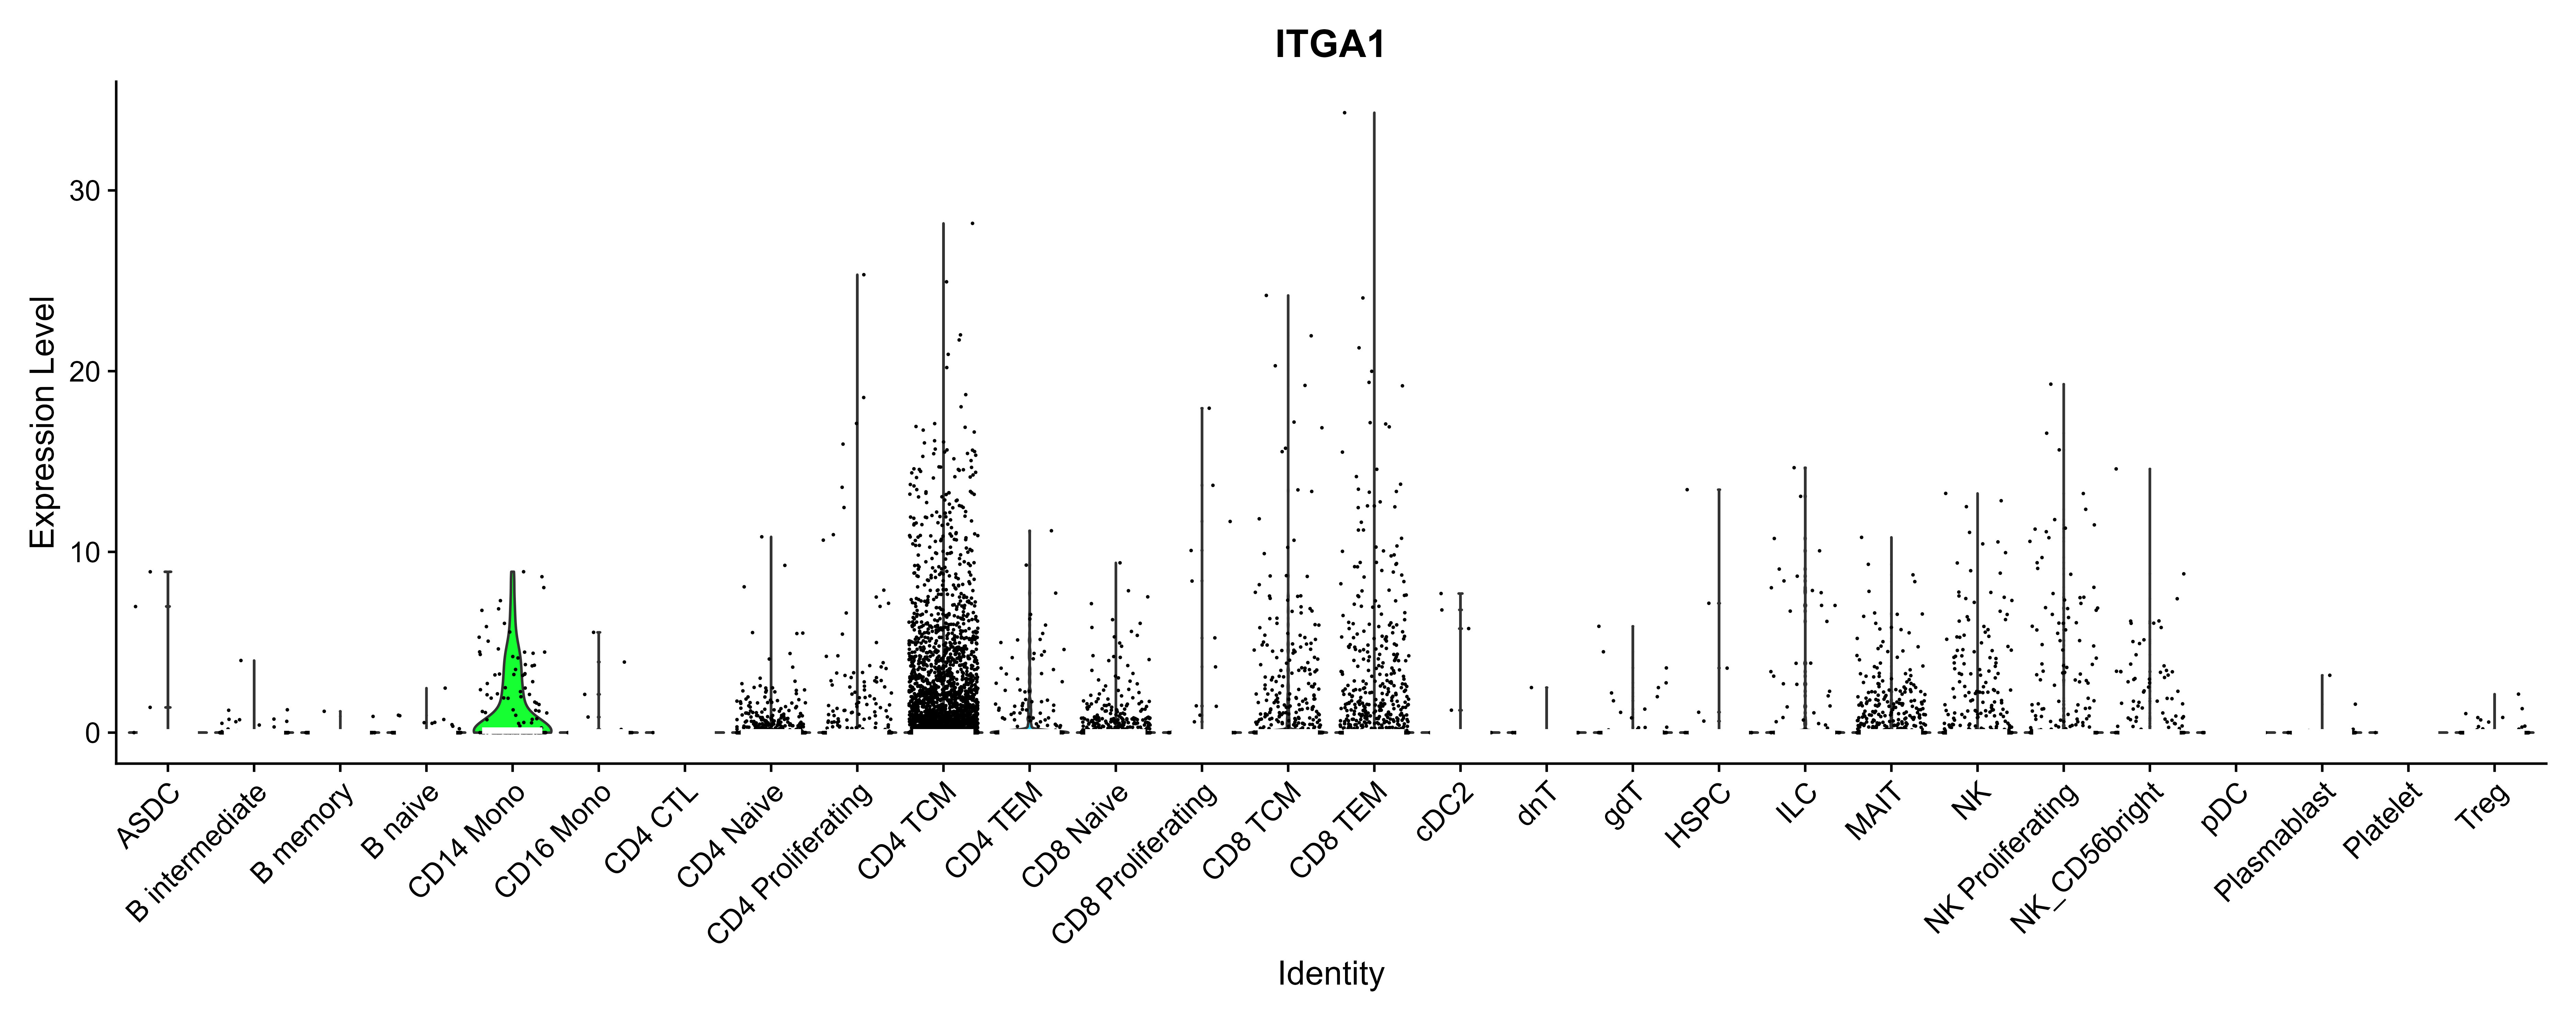 ITGA1
Expression Level
30
20
10
0
ASDC
B intermediate
B memory
B naive
CD14 Mono
CD16 Mono
CD4 CTL
CD4 Naive
CD4 Proliferating
CD4 TCM
CD4 TEM
CD8 Naive
CD8 Proliferating
CD8 TCM
CD8 TEM
cDC2
dnT
gdT
HSPC
ILC
MAIT
NK
NK Proliferating
NK_CD56bright
pDC
Plasmablast
Platelet
Treg
Identity